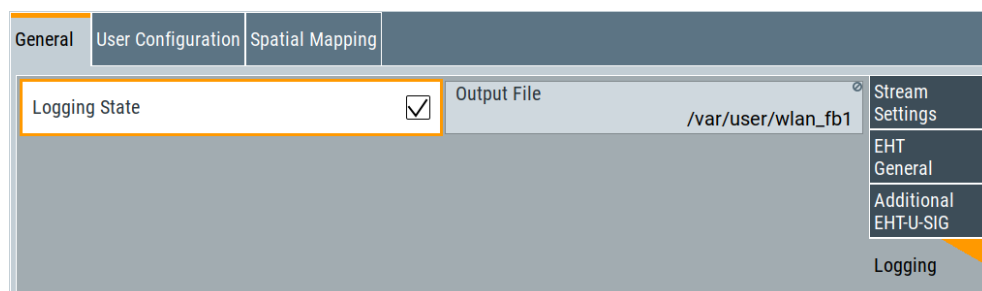 General
User Configuration
Spatial Mapping
Logging State
Output File
/var/user/wlan_fb1
Stream
Settings
EHT
General
Additional
EHT-U-SIG
Logging